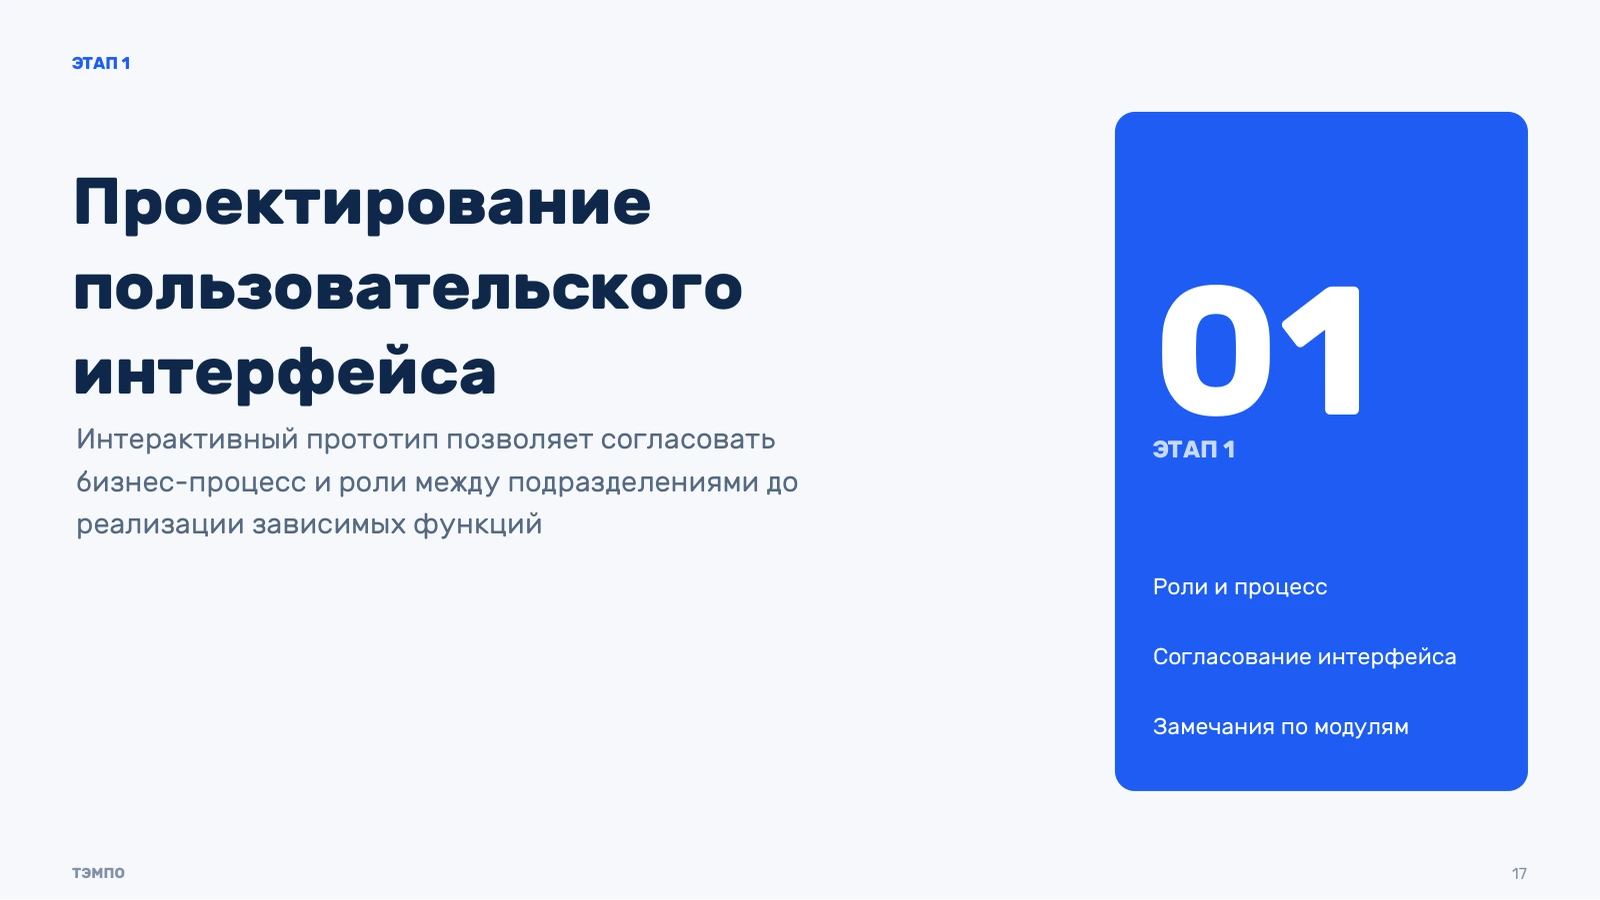 ЭТАП 1
Проектирование
пользовательского
интерфейса
Интерактивный прототип позволяет согласовать
бизнес-процесс и роли между подразделениями до
реализации зависимых функций
01
ЭТАП 1
Роли и процесс
Согласование интерфейса
Замечания по модулям
ТЭМПО
17